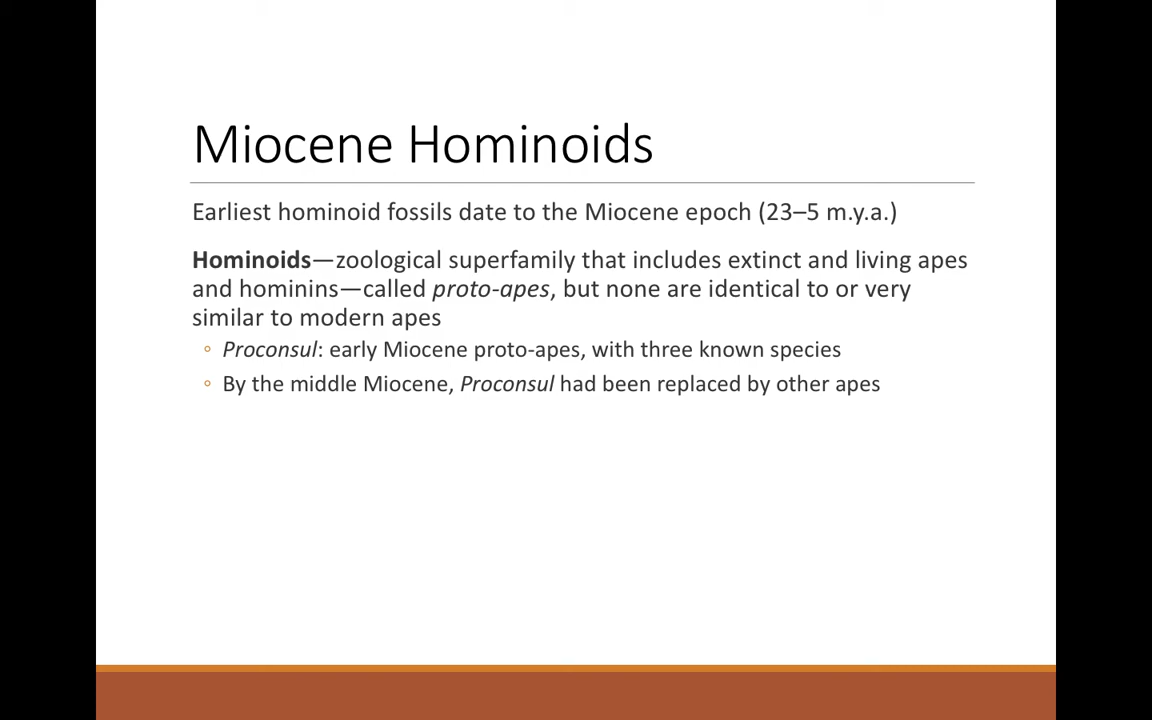 Miocene Hominoids
Earliest hominoid fossils date to the Miocene epoch (23–5 m.y.a.)
Hominoids—zoological superfamily that includes extinct and living apes
and hominins—called proto-apes, but none are identical to or very
similar to modern apes
◦ Proconsul: early Miocene proto-apes, with three known species
◦ By the middle Miocene, Proconsul had been replaced by other apes